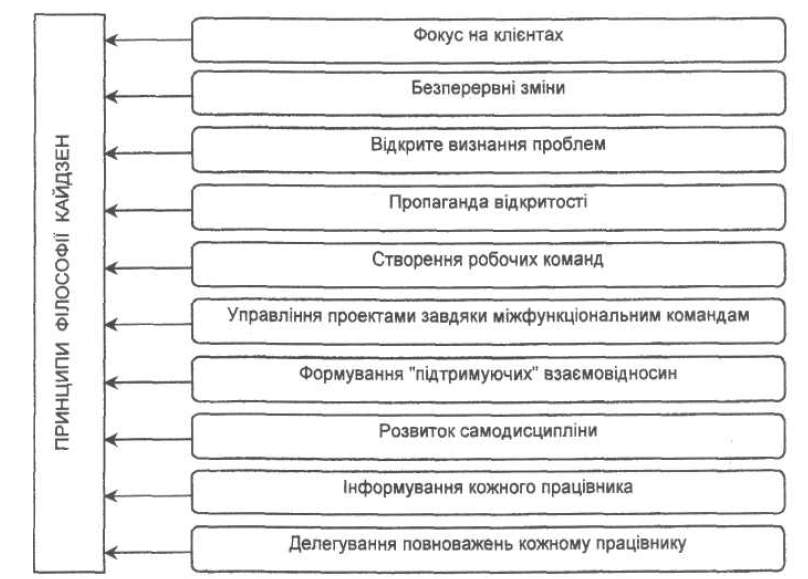 ПРИНЦИПИ ФІЛОСОФІЇ КАЙДЗЕН
Фокус на клієнтах
Безперервні зміни
Відкрите визнання проблем
Пропаганда відкритості
Створення робочих команд
Управління проектами завдяки міжфункціональним командам
Формування "підтримуючих" взаємовідносин
Розвиток самодисципліни
Інформування кожного працівника
Делегування повноважень кожному працівнику